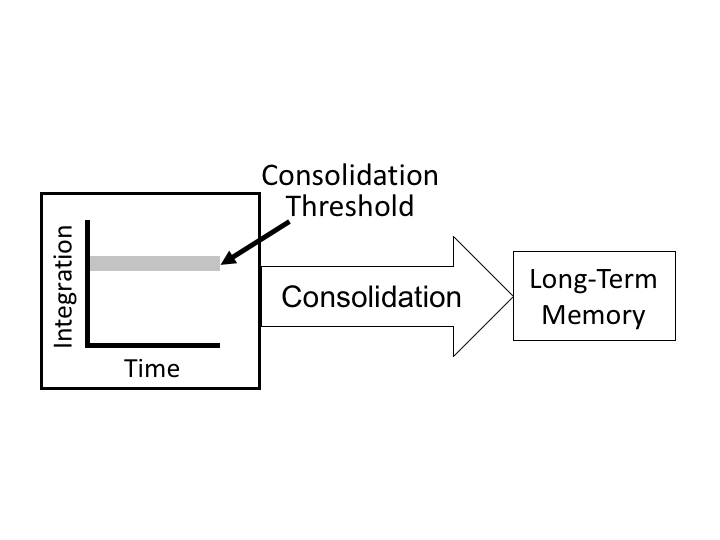 Consolidation
Threshold
Integration
Time
Consolidation
Long-Term
Memory